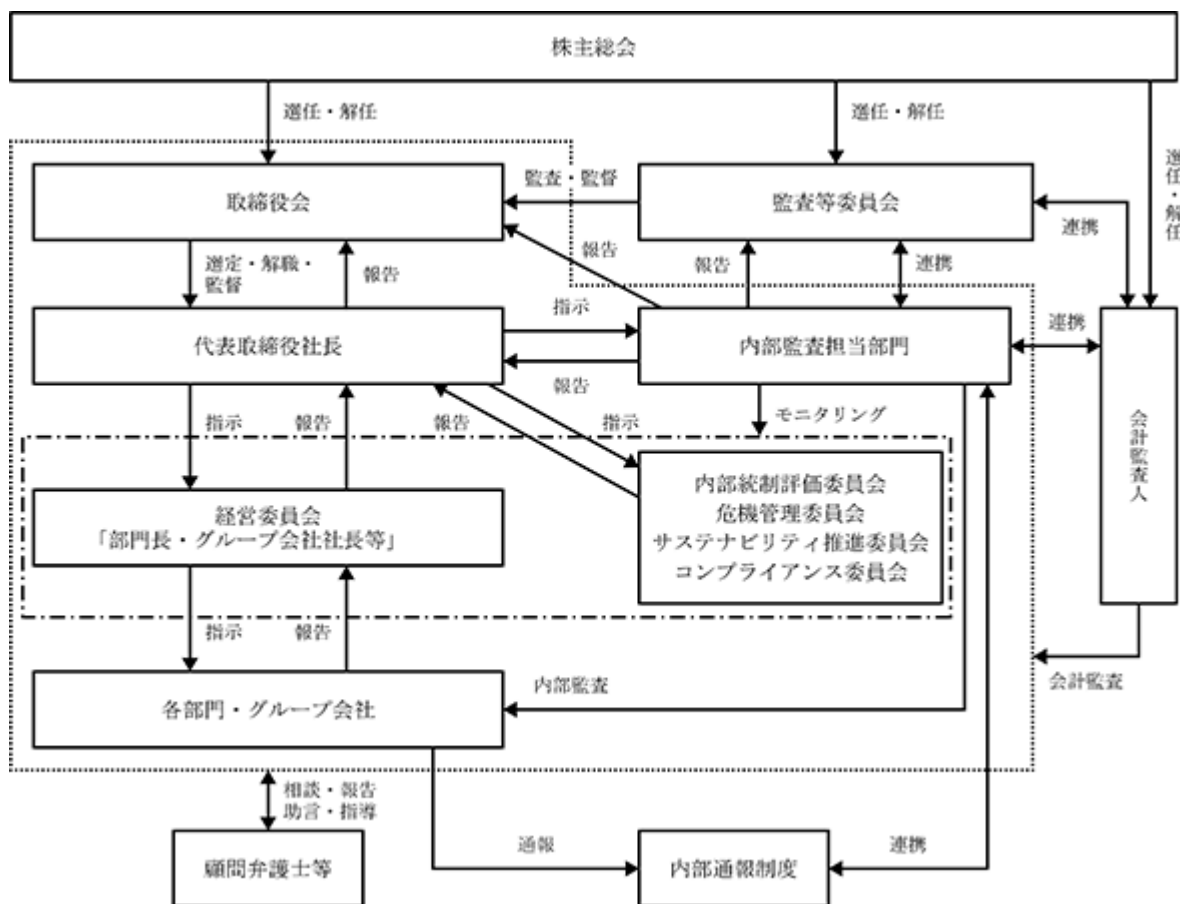 株主総会
選任・解任
選任・解任
選任・解任
取締役会
監査・監督
監査等委員会
連携
選定・解職・
監督
報告
報告
報告
連携
代表取締役社長
指示
報告
内部監査担当部門
連携
会計監査人
指示
報告
報告
指示
モニタリング
経営委員会
「部門長・グループ会社社長等」
内部統制評価委員会
危機管理委員会
サステナビリティ推進委員会
コンプライアンス委員会
指示
報告
各部門・グループ会社
内部監査
会計監査
相談・報告
助言・指導
顧問弁護士等
通報
内部通報制度
連携